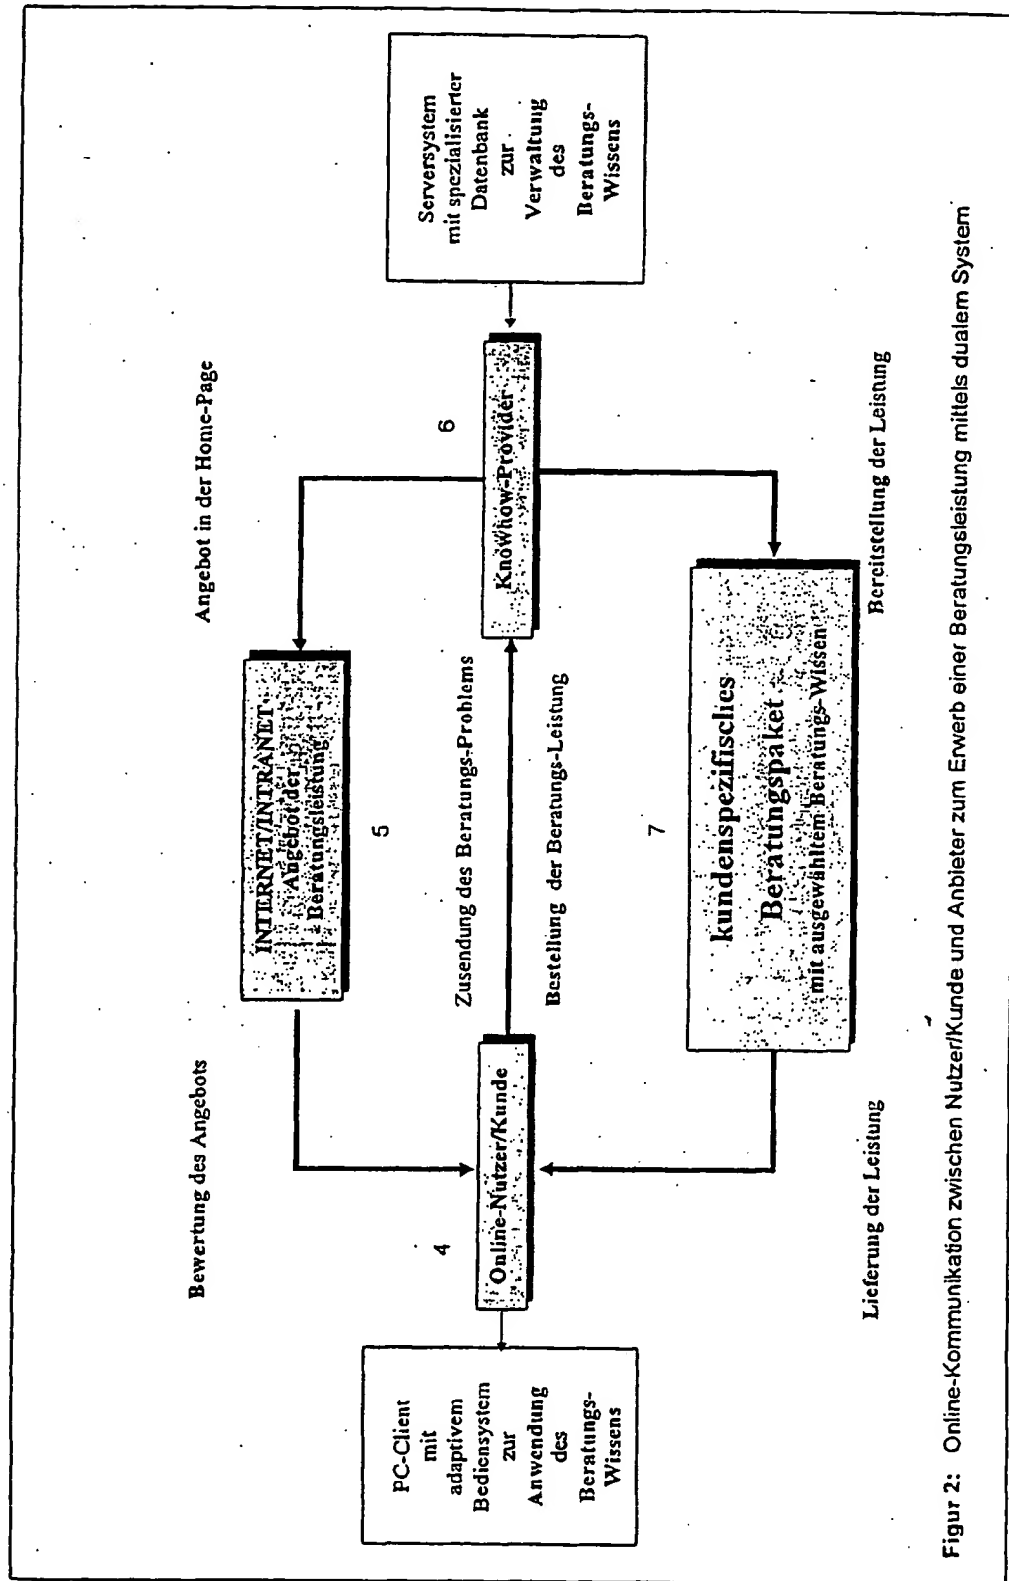 Bewertung des Angebots
Angebot in der Home-Page
INTERNET/INTRANET
Angebot der
Beratungsleistung
5
PC-Client
mit
adaptivem
Bediensystem
zur
Anwendung
des
Beratungs-
Wissens
4
Online-Nutzer/Kunde
Zusendung des Beratungs-Problems
Bestellung der Beratungs-Leistung
6
Knowhow-Provider
Serversystem
mit spezialisierter
Datenbank
zur
Verwaltung
des
Beratungs-
Wissens
7
kundenspezifisches
Beratungspaket
mit ausgewähltem Beratungs-Wissen
Lieferung der Leistung
Bereitstellung der Leistung
Figur 2: Online-Kommunikation zwischen Nutzer/Kunde und Anbieter zum Erwerb einer Beratungsleistung mittels dualem System